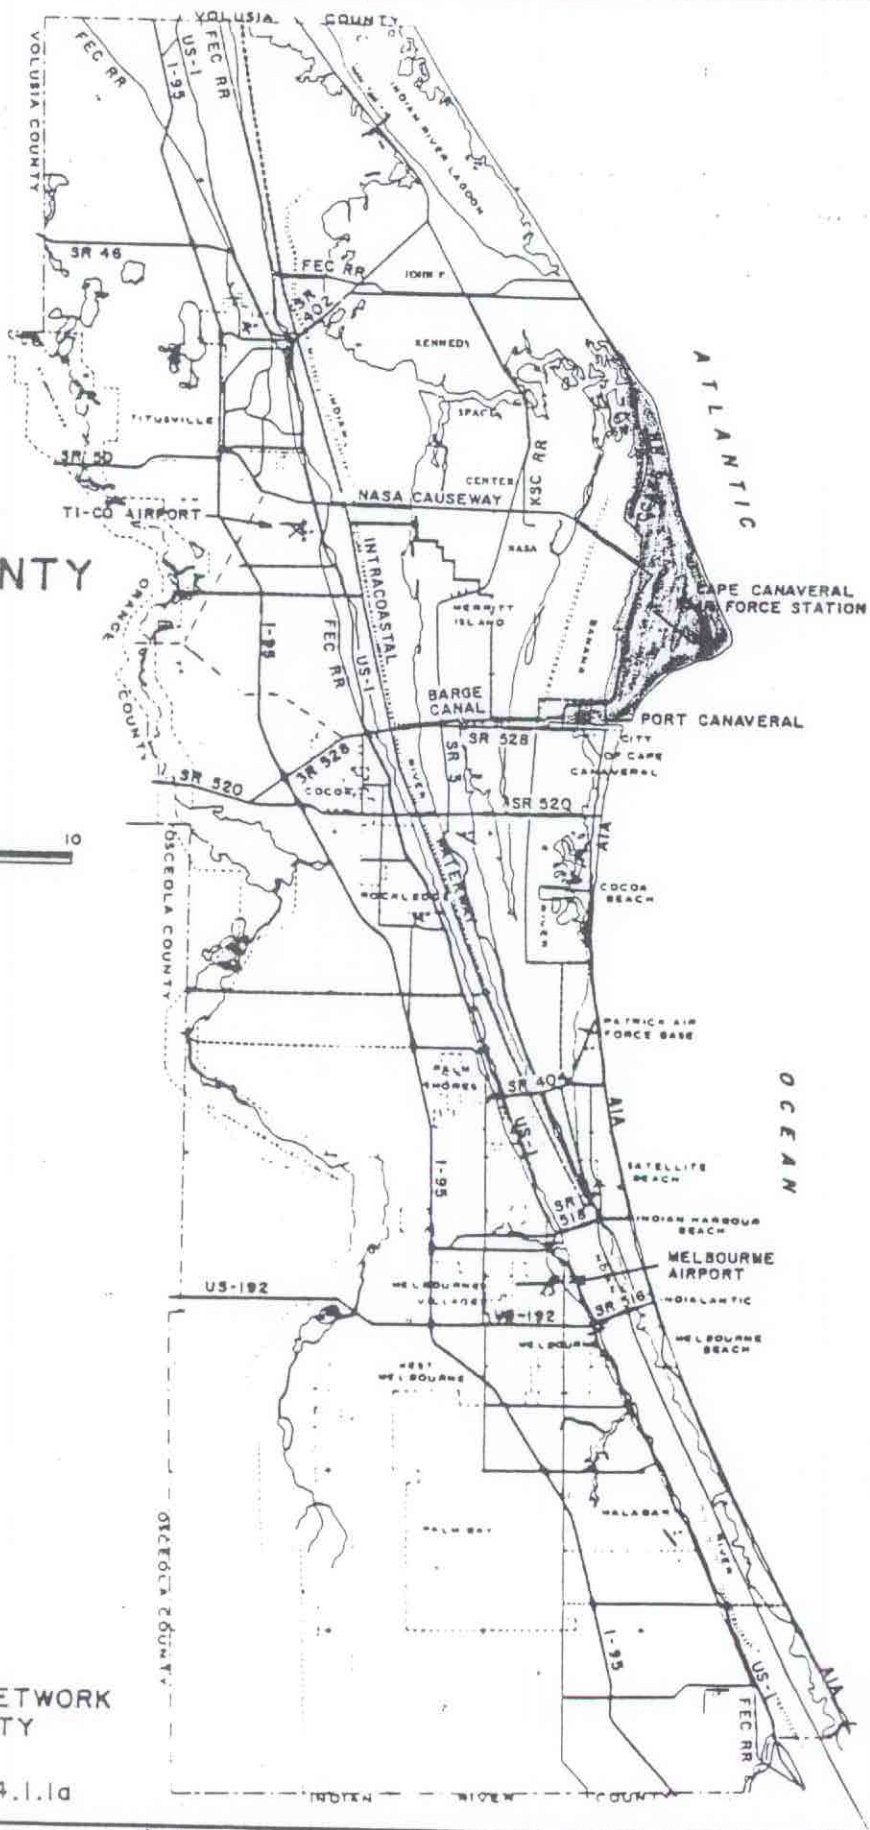 VOLUSIA COUNTY
VOLUSIA COUNTY
FEC RR
I-95
US-1
FEC RR
INDIAN RIVER LAGOON
SR 46
FEC RR
SR 402
JOHN F.
KENNEDY
SPACE
CENTER
KSC RR
TITUSVILLE
INDIAN
SR 50
NASA CAUSEWAY
TI-CO AIRPORT
NASA
ATLANTIC
NTY
ORANGE
COUNTY
INTRACOASTAL
MERRITT
ISLAND
BANANA
CAPE CANAVERAL
AIR FORCE STATION
I-95
FEC RR
US-1
BARGE
CANAL
PORT CANAVERAL
SR 528
CITY
OF CAPE
CANAVERAL
SR 3
SR 528
SR 520
COCOA
RIVER
SR 520
10
OSCEOLA COUNTY
WATERWAY
A1A
COCOA
BEACH
ROCKLEDGE
RIVER
PATRICK AIR
FORCE BASE
PALM
SHORES
SR 404
US-1
A1A
OCEAN
I-95
SATELLITE
BEACH
SR
518
INDIAN HARBOUR
BEACH
MELBOURNE
AIRPORT
US-192
MELBOURNE
VILLAGE
SR 516
INDIALANTIC
US-192
MELBOURNE
MELBOURNE
BEACH
WEST
MELBOURNE
PALM BAY
MALABAR
RIVER
OSCEOLA COUNTY
I-95
US-1
A1A
FEC RR
ETWORK
TY
4.1.1a
INDIAN RIVER COUNTY